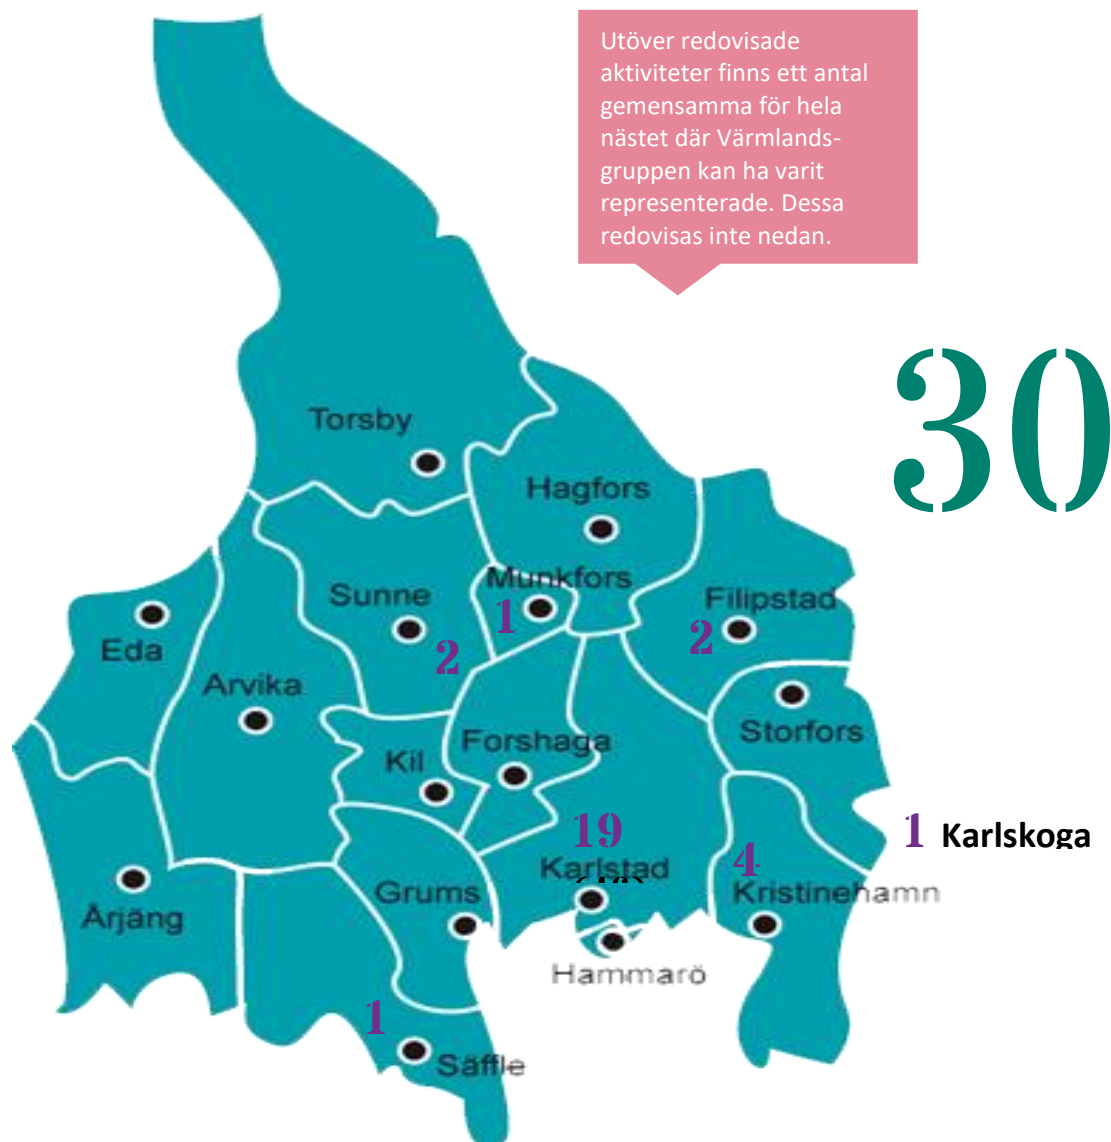 Utöver redovisade
aktiviteter finns ett antal
gemensamma för hela
nästet där Värmlands-
gruppen kan ha varit
representerade. Dessa
redovisas inte nedan.
30
Torsby
Hagfors
Munkfors
1
Sunne
2
Filipstad
2
Eda
Arvika
Storfors
Forshaga
Kil
19
Karlstad
1 Karlskoga
4
Kristinehamn
Grums
Årjäng
Hammarö
1
Säffle